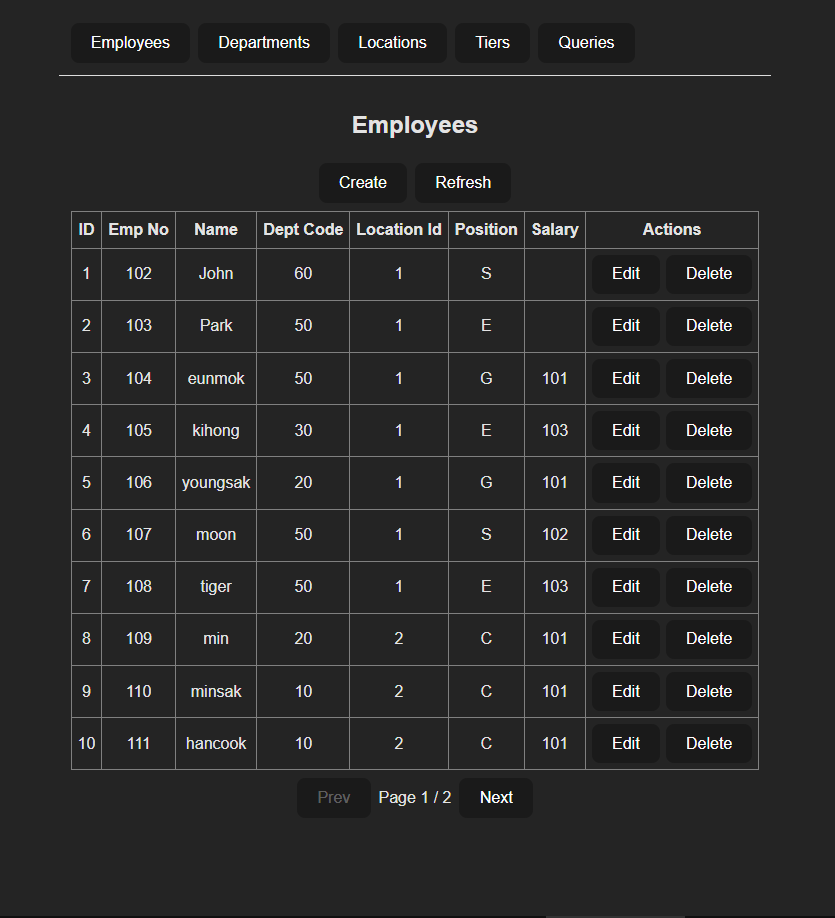 Employees Departments Locations Tiers Queries
Employees
Create Refresh
ID Emp No Name Dept Code Location Id Position Salary Actions
1 102 John 60 1 S Edit Delete
2 103 Park 50 1 E Edit Delete
3 104 eunmok 50 1 G 101 Edit Delete
4 105 kihong 30 1 E 103 Edit Delete
5 106 youngsak 20 1 G 101 Edit Delete
6 107 moon 50 1 S 102 Edit Delete
7 108 tiger 50 1 E 103 Edit Delete
8 109 min 20 2 C 101 Edit Delete
9 110 minsak 10 2 C 101 Edit Delete
10 111 hancook 10 2 C 101 Edit Delete
Prev Page 1 / 2 Next